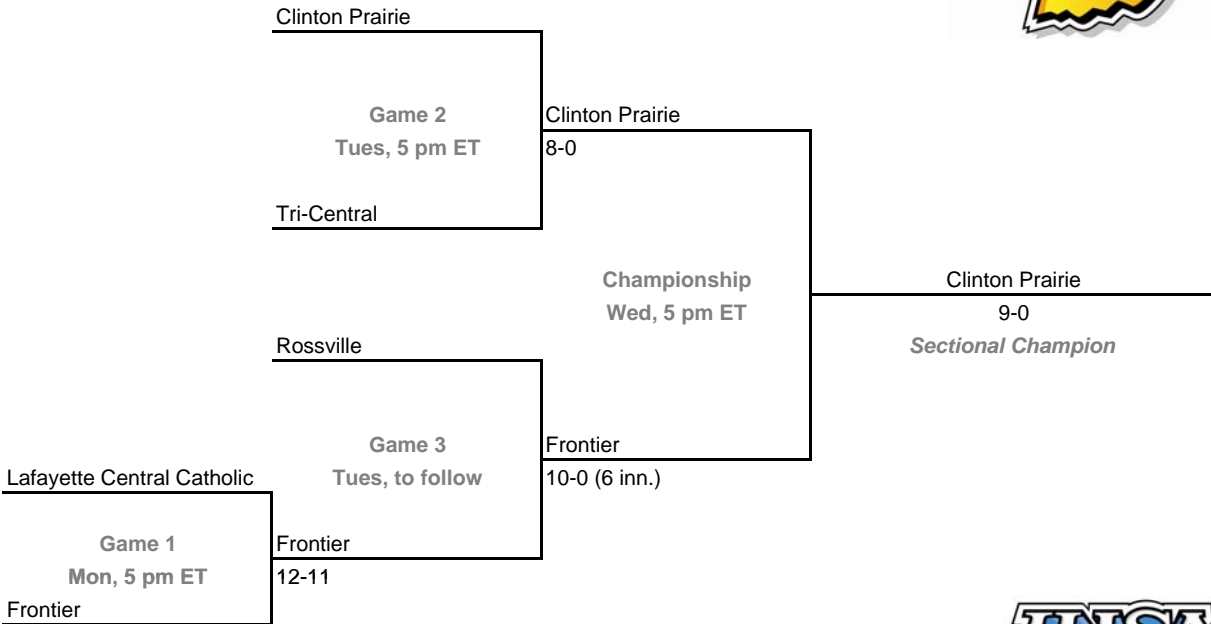 Clinton Prairie
Game 2
Clinton Prairie
Tues, 5 pm ET
8-0
Tri-Central
Championship
Clinton Prairie
Wed, 5 pm ET
9-0
Rossville
Sectional Champion
Game 3
Frontier
Lafayette Central Catholic
Tues, to follow
10-0 (6 inn.)
Game 1
Frontier
Mon, 5 pm ET
12-11
Frontier